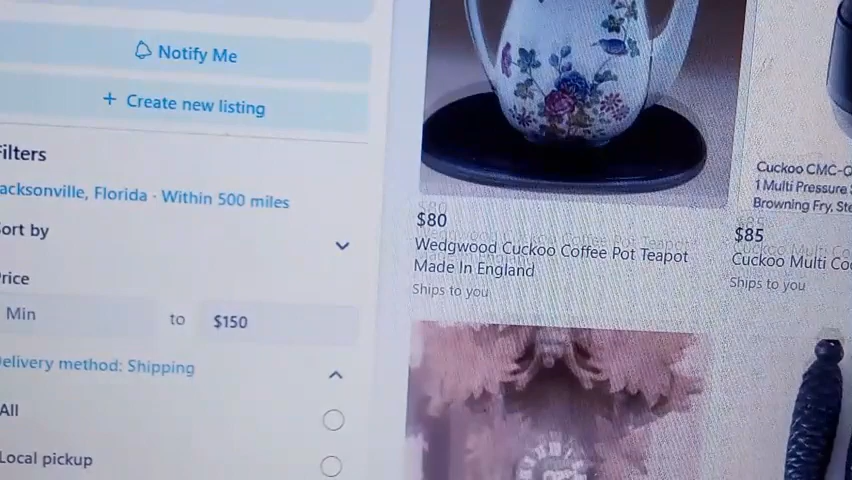 Notify Me
+ Create new listing
Filters
acksonville, Florida · Within 500 miles
ort by
rice
Min
to
$150
elivery method: Shipping
All
Local pickup
$80
Wedgwood Cuckoo Coffee Pot Teapot
Made In England
Ships to you
Cuckoo CMC-Q
1 Multi Pressure
Browning Fry, Ste
$85
Cuckoo Multi Co
Ships to you